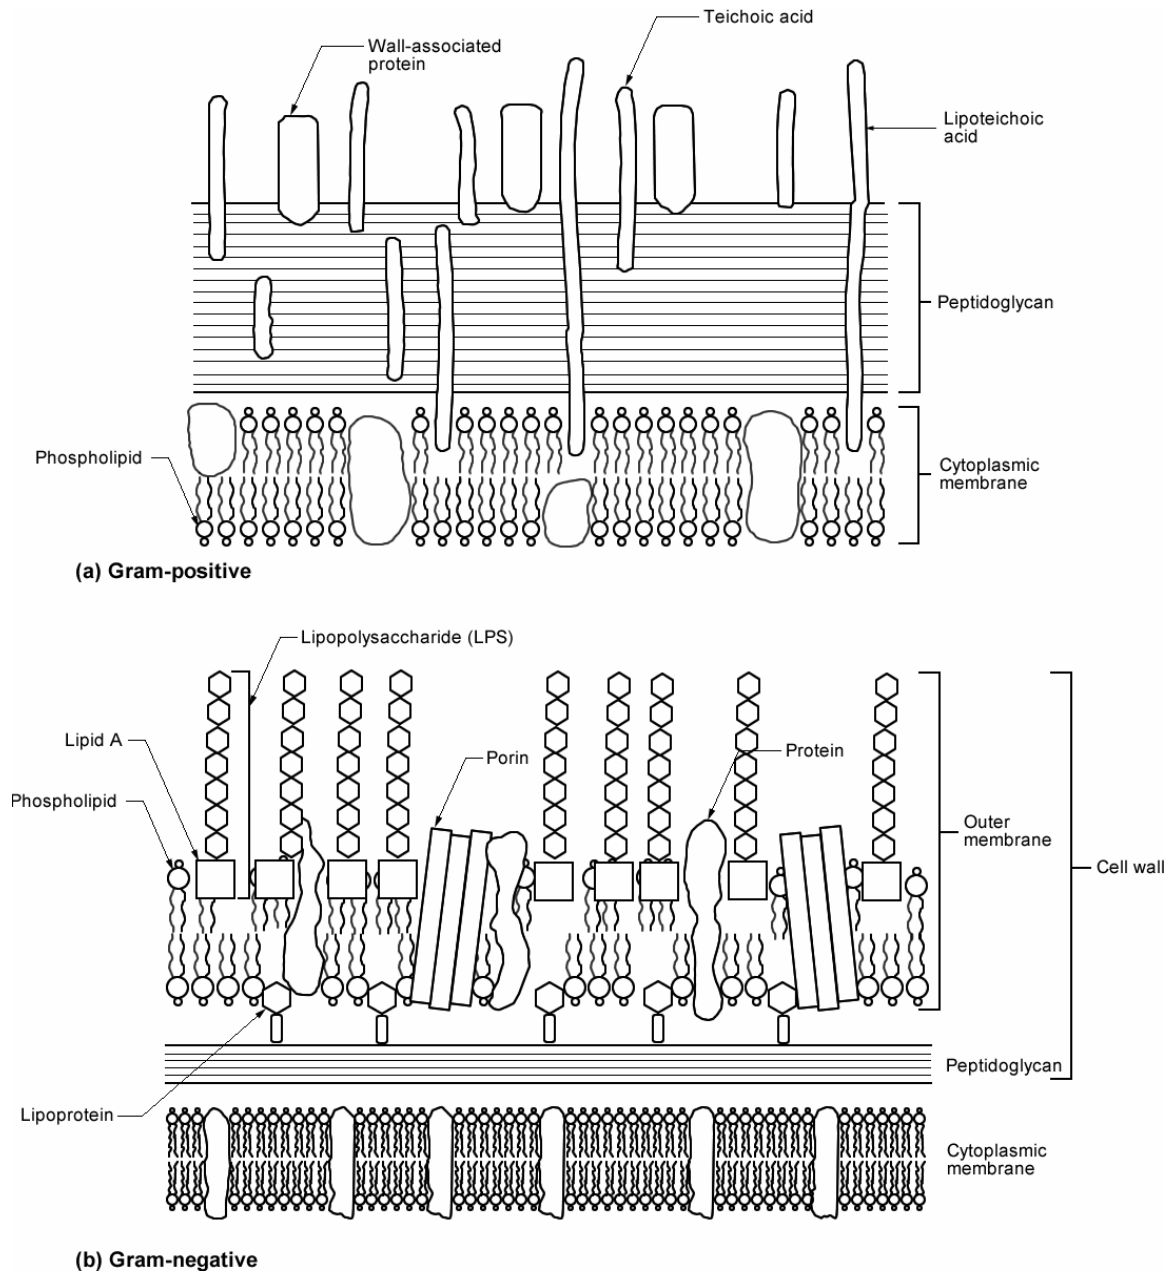 Teichoic acid
Wall-associated
protein
Lipoteichoic
acid
Peptidoglycan
Phospholipid
Cytoplasmic
membrane
(a) Gram-positive
Lipopolysaccharide (LPS)
Lipid A
Porin
Protein
Phospholipid
Outer
membrane
Cell wall
Peptidoglycan
Lipoprotein
Cytoplasmic
membrane
(b) Gram-negative